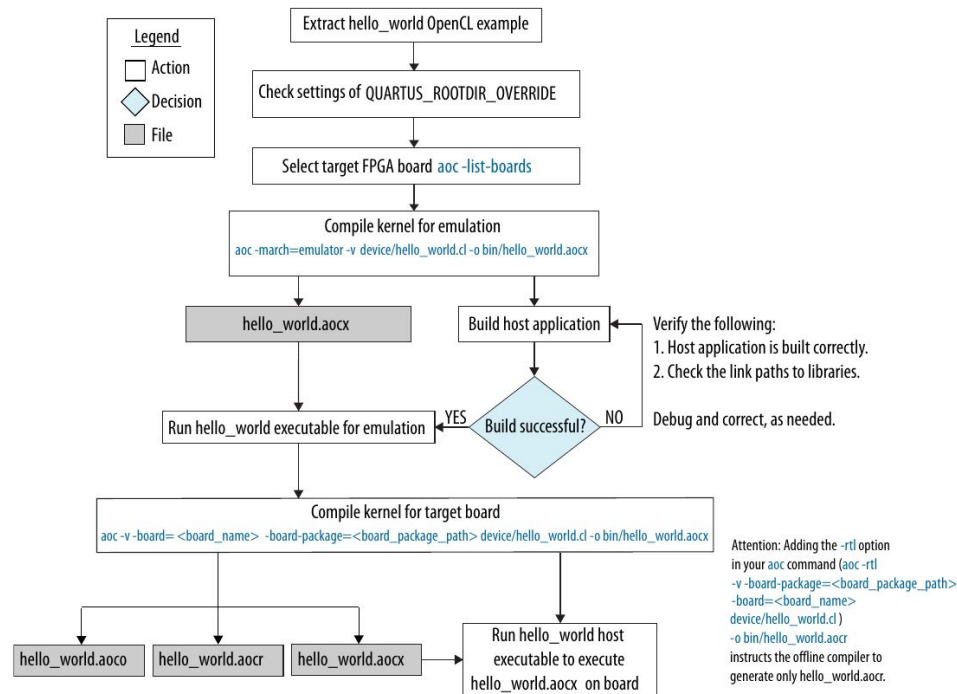 Extract hello_world OpenCL example
Legend
Action
Decision
File
Check settings of QUARTUS_ROOTDIR_OVERRIDE
Select target FPGA board aoc -list-boards
Compile kernel for emulation
aoc -march=emulator -v device/hello_world.cl -o bin/hello_world.aocx
hello_world.aocx
Build host application
Verify the following:
1. Host application is built correctly.
2. Check the link paths to libraries.
Debug and correct, as needed.
Run hello_world executable for emulation
YES
Build successful?
NO
Compile kernel for target board
aoc -v -board= <board_name> -board-package=<board_package_path> device/hello_world.cl -o bin/hello_world.aocx
Attention: Adding the -rtl option
in your aoc command (aoc -rtl
-v -board-package=<board_package_path>
-board=<board_name>
device/hello_world.cl )
-o bin/hello_world.aocr
instructs the offline compiler to
generate only hello_world.aocr.
hello_world.aoco
hello_world.aocr
hello_world.aocx
Run hello_world host
executable to execute
hello_world.aocx on board